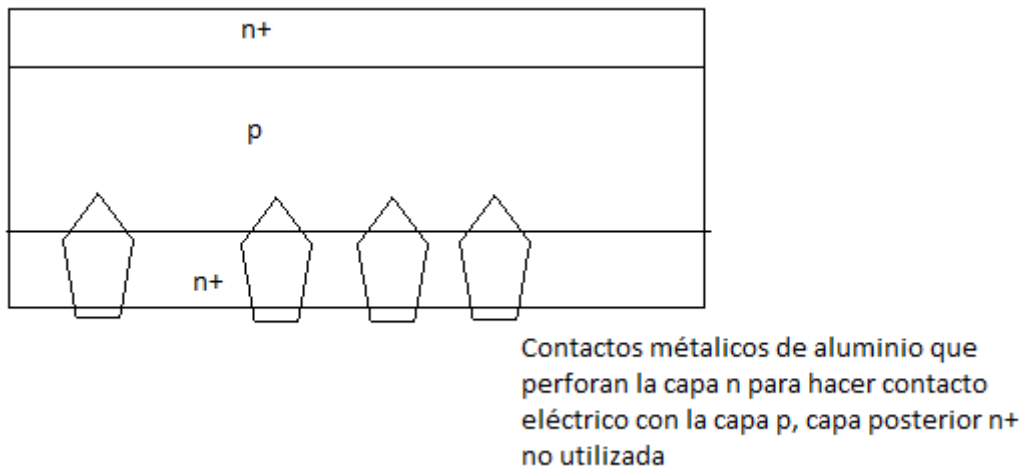 n+
p
n+
Contactos métalicos de aluminio que
perforan la capa n para hacer contacto
eléctrico con la capa p, capa posterior n+
no utilizada